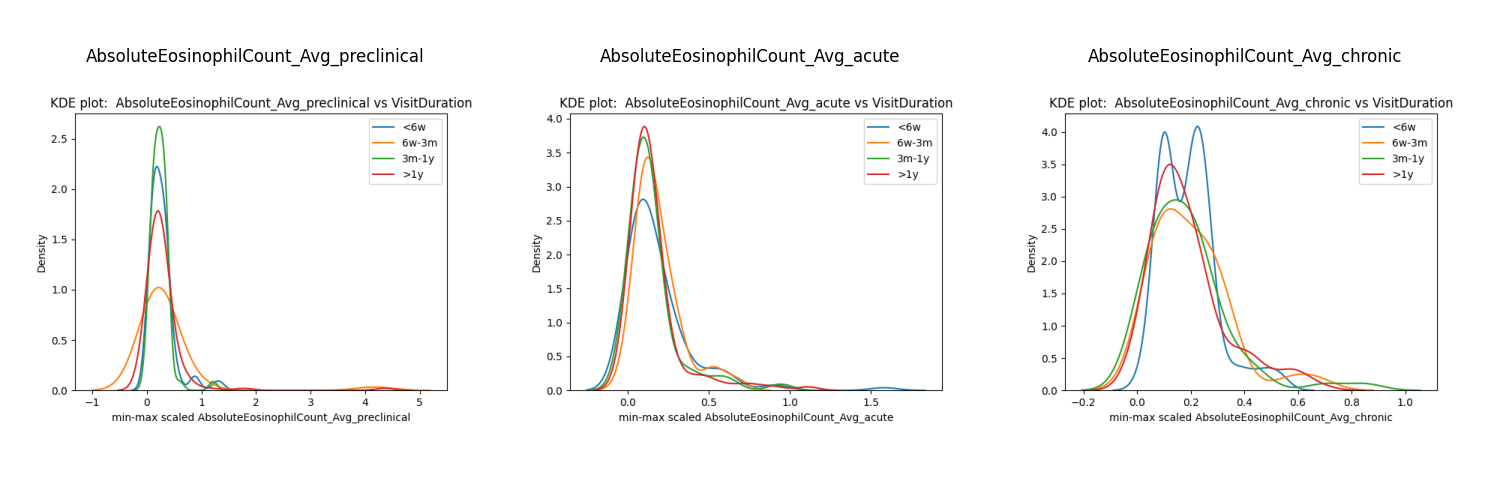 AbsoluteEosinophilCount_Avg_preclinical
KDE plot:  AbsoluteEosinophilCount_Avg_preclinical vs VisitDuration
<6w
6w-3m
3m-1y
>1y
Density
2.5
2.0
1.5
1.0
0.5
0.0
−1 0 1 2 3 4 5
min-max scaled AbsoluteEosinophilCount_Avg_preclinical
AbsoluteEosinophilCount_Avg_acute
KDE plot:  AbsoluteEosinophilCount_Avg_acute vs VisitDuration
<6w
6w-3m
3m-1y
>1y
Density
4.0
3.5
3.0
2.5
2.0
1.5
1.0
0.5
0.0
0.0 0.5 1.0 1.5
min-max scaled AbsoluteEosinophilCount_Avg_acute
AbsoluteEosinophilCount_Avg_chronic
KDE plot:  AbsoluteEosinophilCount_Avg_chronic vs VisitDuration
<6w
6w-3m
3m-1y
>1y
Density
4.0
3.5
3.0
2.5
2.0
1.5
1.0
0.5
0.0
−0.2 0.0 0.2 0.4 0.6 0.8 1.0
min-max scaled AbsoluteEosinophilCount_Avg_chronic